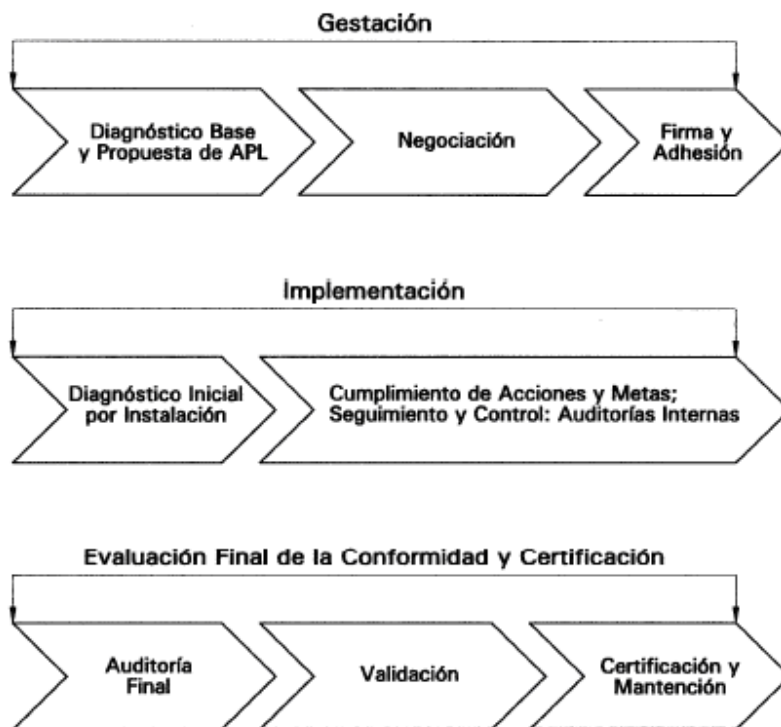 Gestación
Diagnóstico Base
y Propuesta de APL
Negociación
Firma y
Adhesión
Implementación
Diagnóstico Inicial
por Instalación
Cumplimiento de Acciones y Metas;
Seguimiento y Control: Auditorías Internas
Evaluación Final de la Conformidad y Certificación
Auditoría
Final
Validación
Certificación y
Mantención